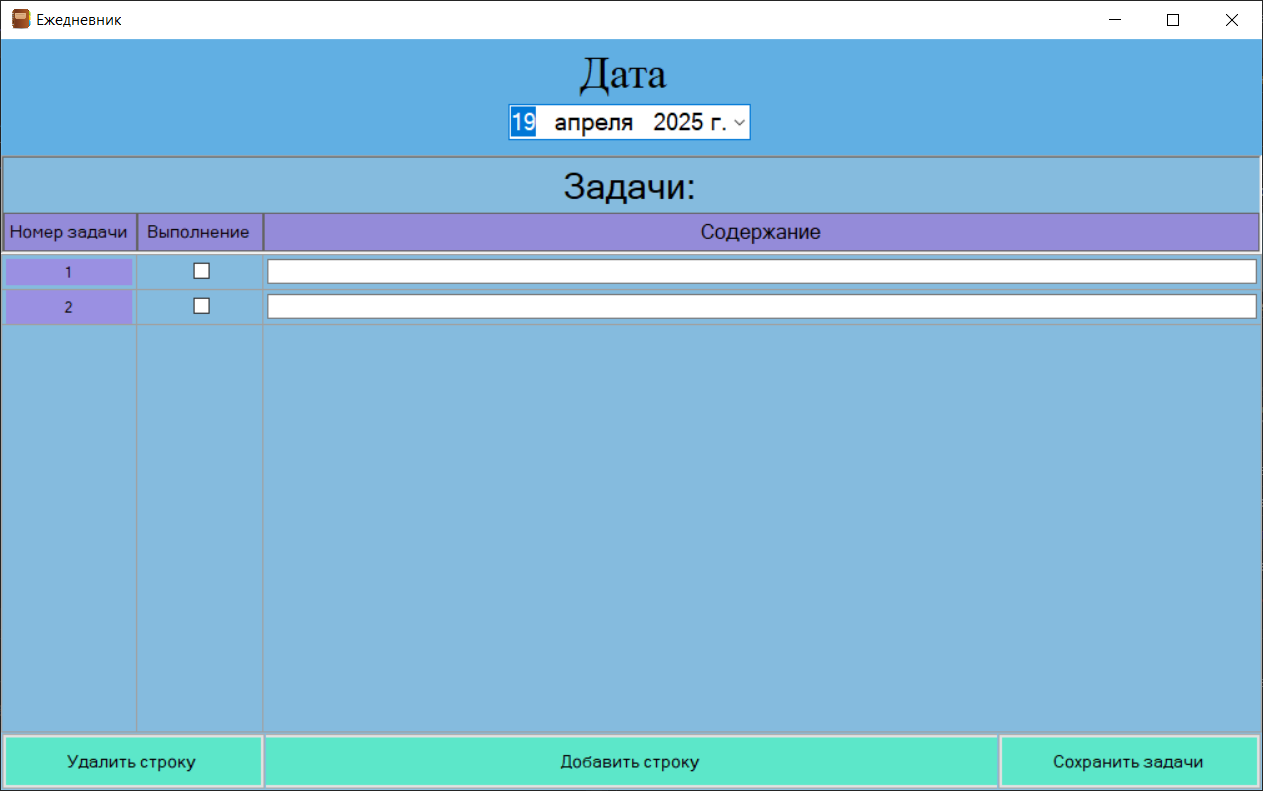 Ежедневник
Дата
19 апреля 2025 г.
Задачи:
Номер задачи Выполнение Содержание
1
2
Удалить строку Добавить строку Сохранить задачи